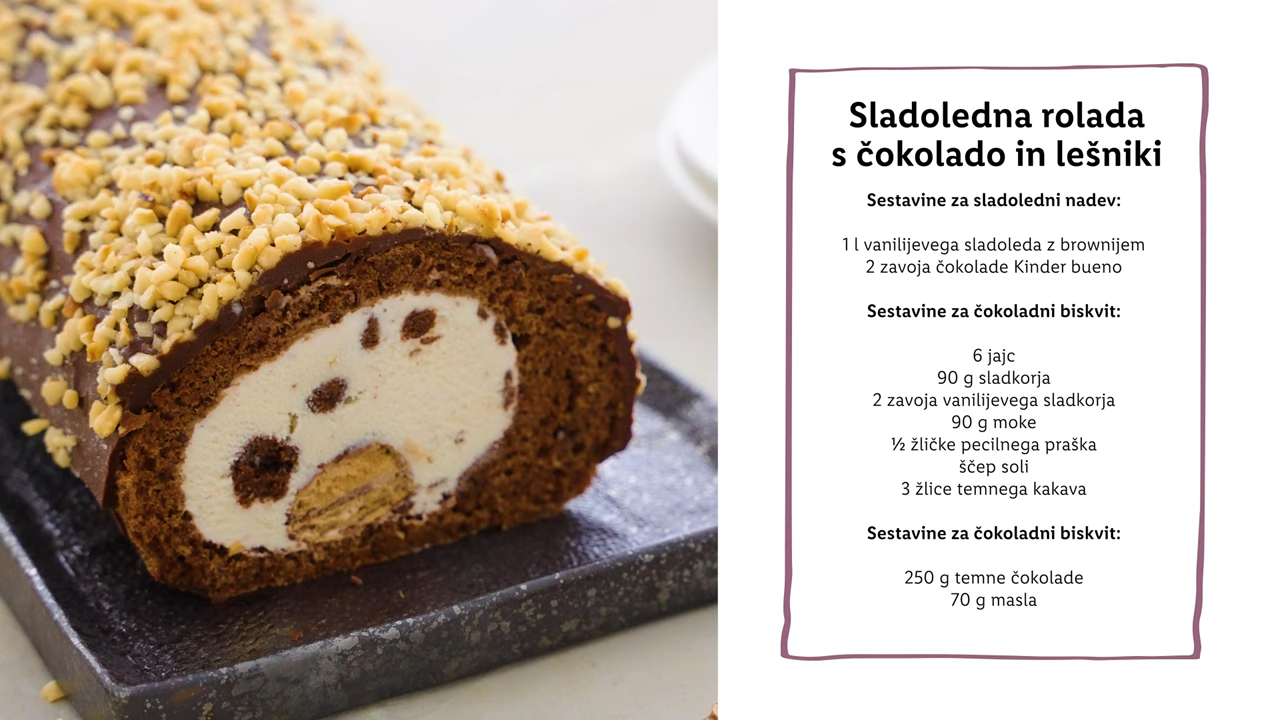 Sladoledna rolada
s čokolado in lešniki
Sestavine za sladoledni nadev:
1 l vanilijevega sladoleda z brownijem
2 zavoja čokolade Kinder bueno
Sestavine za čokoladni biskvit:
6 jajc
90 g sladkorja
2 zavoja vanilijevega sladkorja
90 g moke
½ žličke pecilnega praška
ščep soli
3 žlice temnega kakava
Sestavine za čokoladni biskvit:
250 g temne čokolade
70 g masla